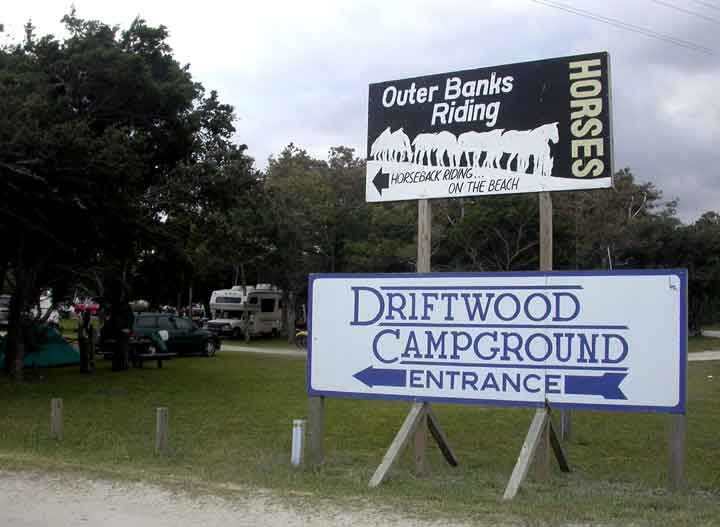 Outer Banks
Riding
HORSES
HORSEBACK RIDING...
ON THE BEACH
DRIFTWOOD
CAMPGROUND
ENTRANCE